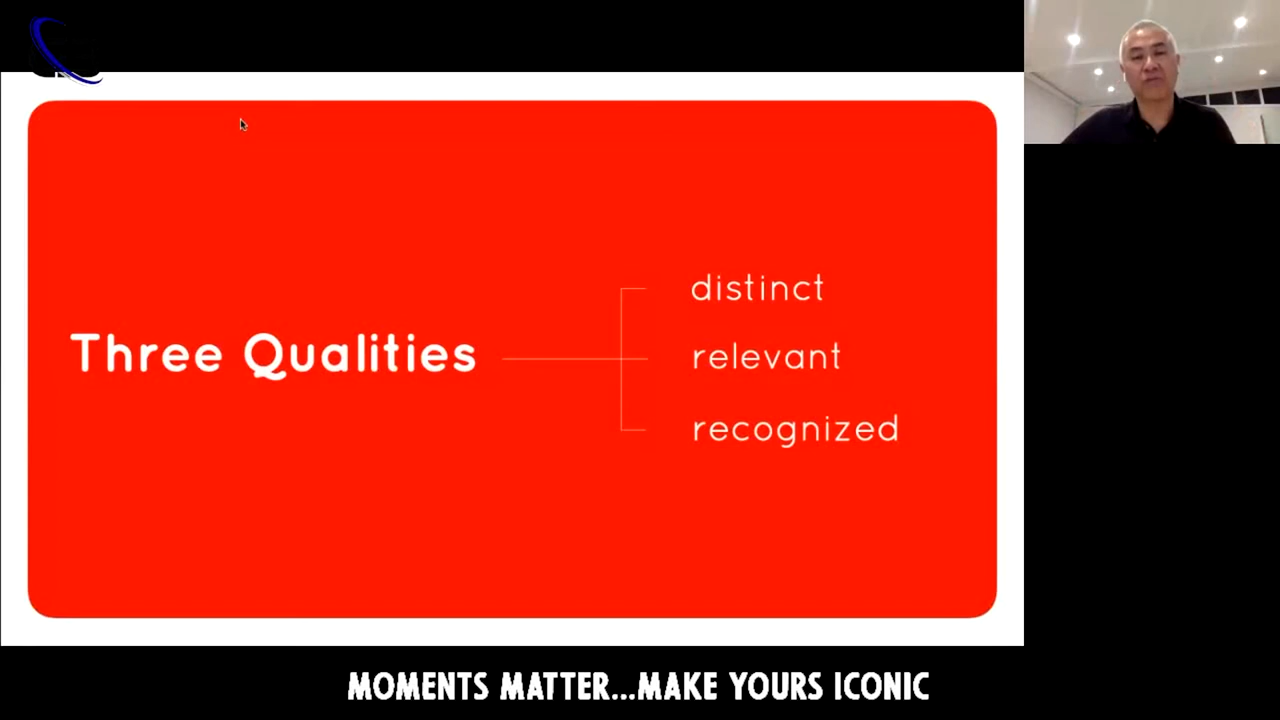 Three Qualities
distinct
relevant
recognized
MOMENTS MATTER...MAKE YOURS ICONIC